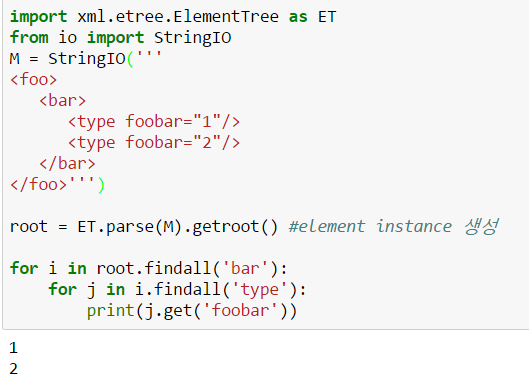 import xml.etree.ElementTree as ET
from io import StringIO
M = StringIO('''
<foo>
   <bar>
      <type foobar="1"/>
      <type foobar="2"/>
   </bar>
</foo>''')

root = ET.parse(M).getroot() #element instance 생성

for i in root.findall('bar'):
    for j in i.findall('type'):
        print(j.get('foobar'))
1
2